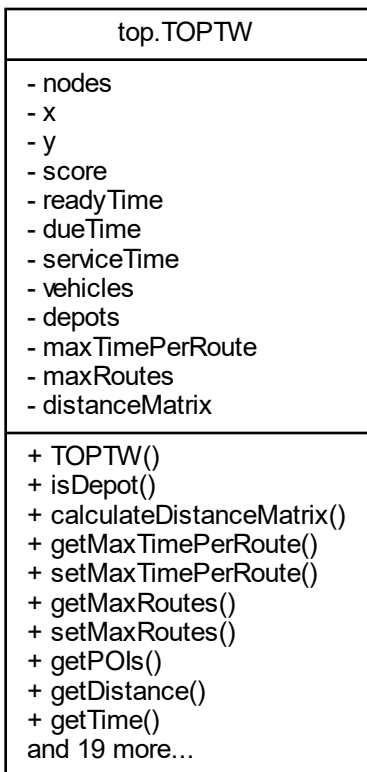 top.TOPTW
- nodes
- x
- y
- score
- readyTime
- dueTime
- serviceTime
- vehicles
- depots
- maxTimePerRoute
- maxRoutes
- distanceMatrix
+ TOPTW()
+ isDepot()
+ calculateDistanceMatrix()
+ getMaxTimePerRoute()
+ setMaxTimePerRoute()
+ getMaxRoutes()
+ setMaxRoutes()
+ getPOIs()
+ getDistance()
+ getTime()
and 19 more...